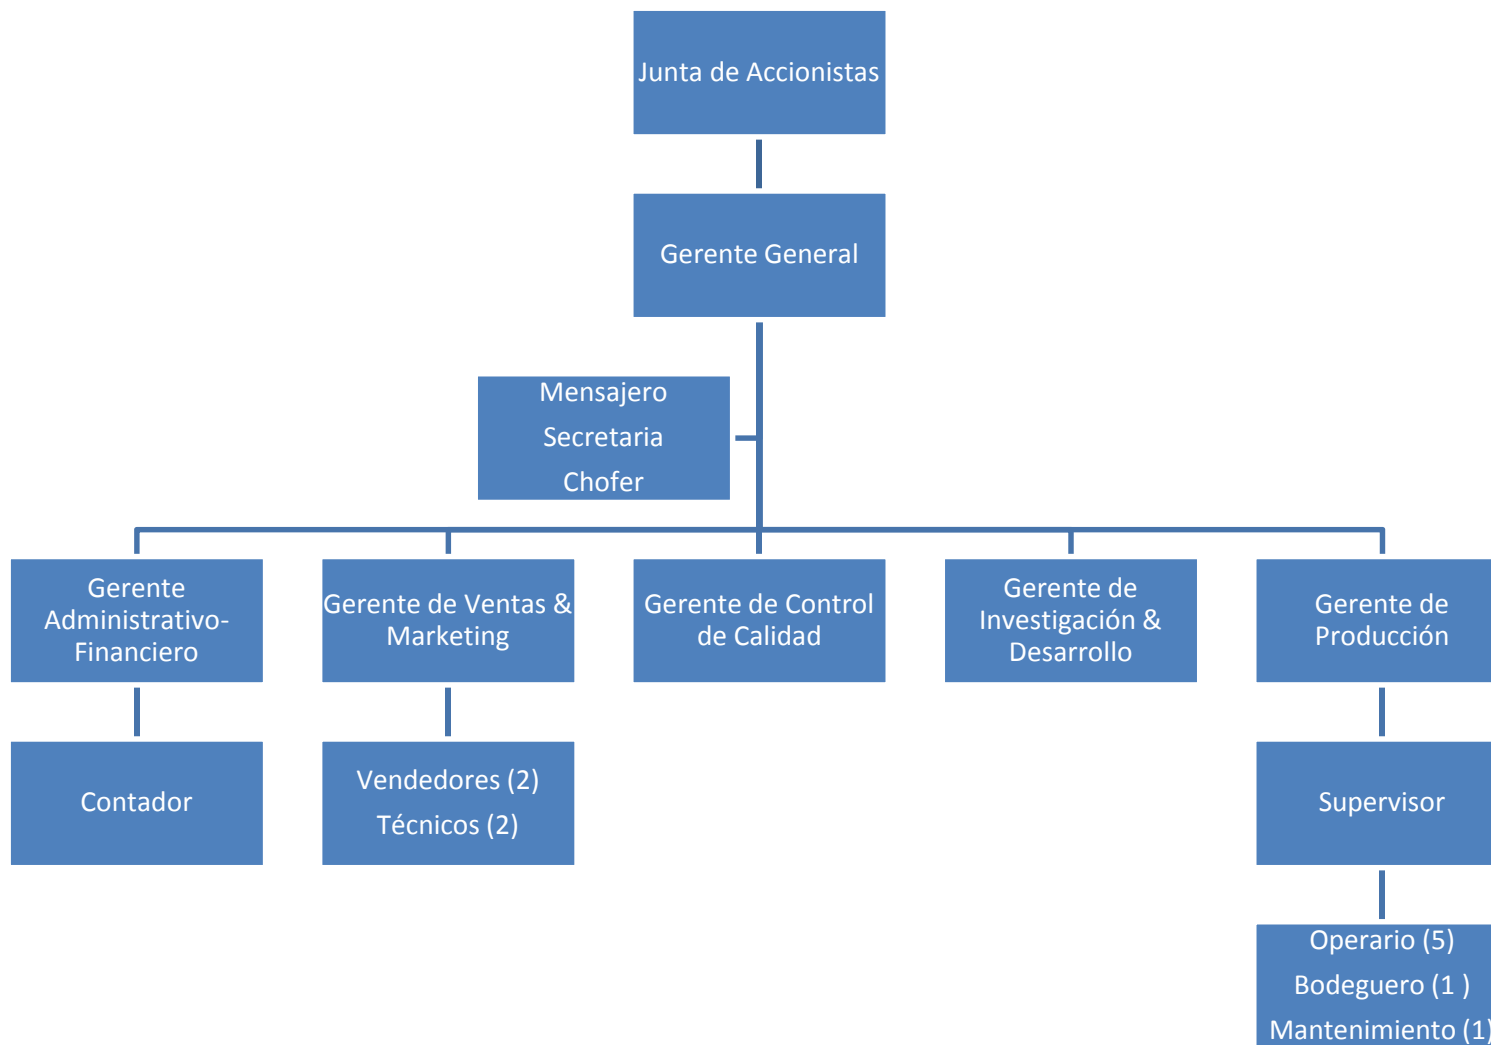 Junta de Accionistas
Gerente General
Mensajero
Secretaria
Chofer
Gerente
Administrativo-
Financiero
Gerente de Ventas &
Marketing
Gerente de Control
de Calidad
Gerente de
Investigación &
Desarrollo
Gerente de
Producción
Contador
Vendedores (2)
Técnicos (2)
Supervisor
Operario (5)
Bodeguero (1 )
Mantenimiento (1)